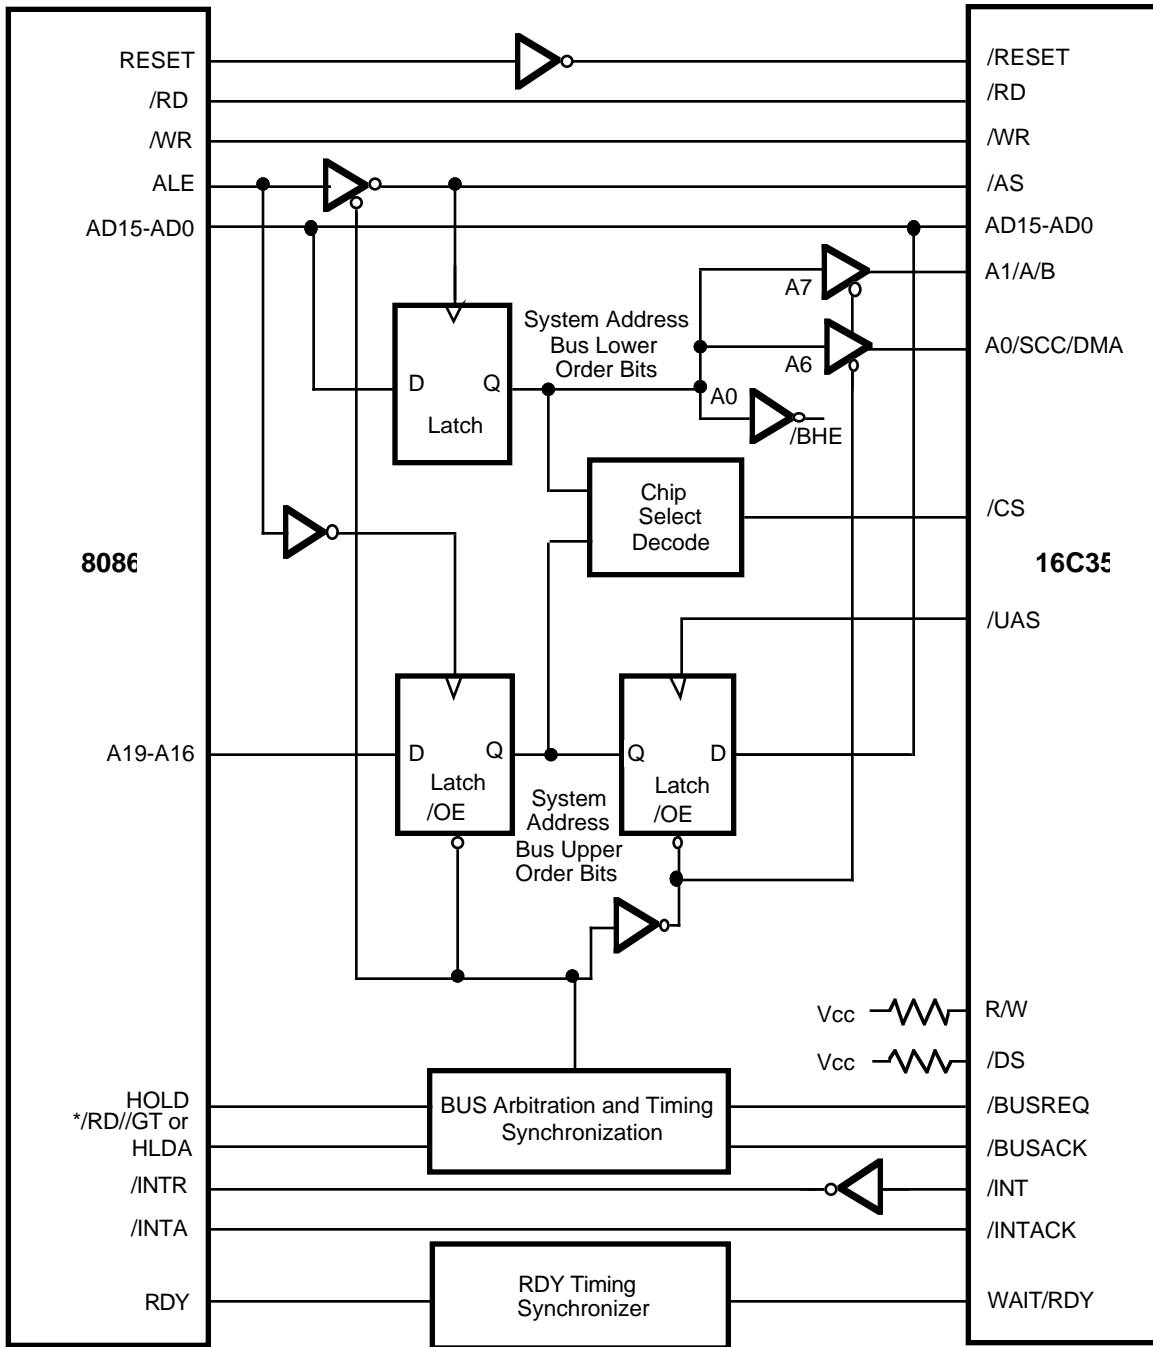 RESET
/RD
/WR
ALE
AD15-AD0
8086
A19-A16
HOLD
*/RD//GT or
HLDA
/INTR
/INTA
RDY
System Address
Bus Lower
Order Bits
D
Q
Latch
A7
A6
A0
/BHE
Chip
Select
Decode
D
Q
Latch
/OE
System
Address
Bus Upper
Order Bits
Q
D
Latch
/OE
Vcc
Vcc
BUS Arbitration and Timing
Synchronization
RDY Timing
Synchronizer
/RESET
/RD
/WR
/AS
AD15-AD0
A1/A/B
A0/SCC/DMA
/CS
16C35
/UAS
R/W
/DS
/BUSREQ
/BUSACK
/INT
/INTACK
WAIT/RDY